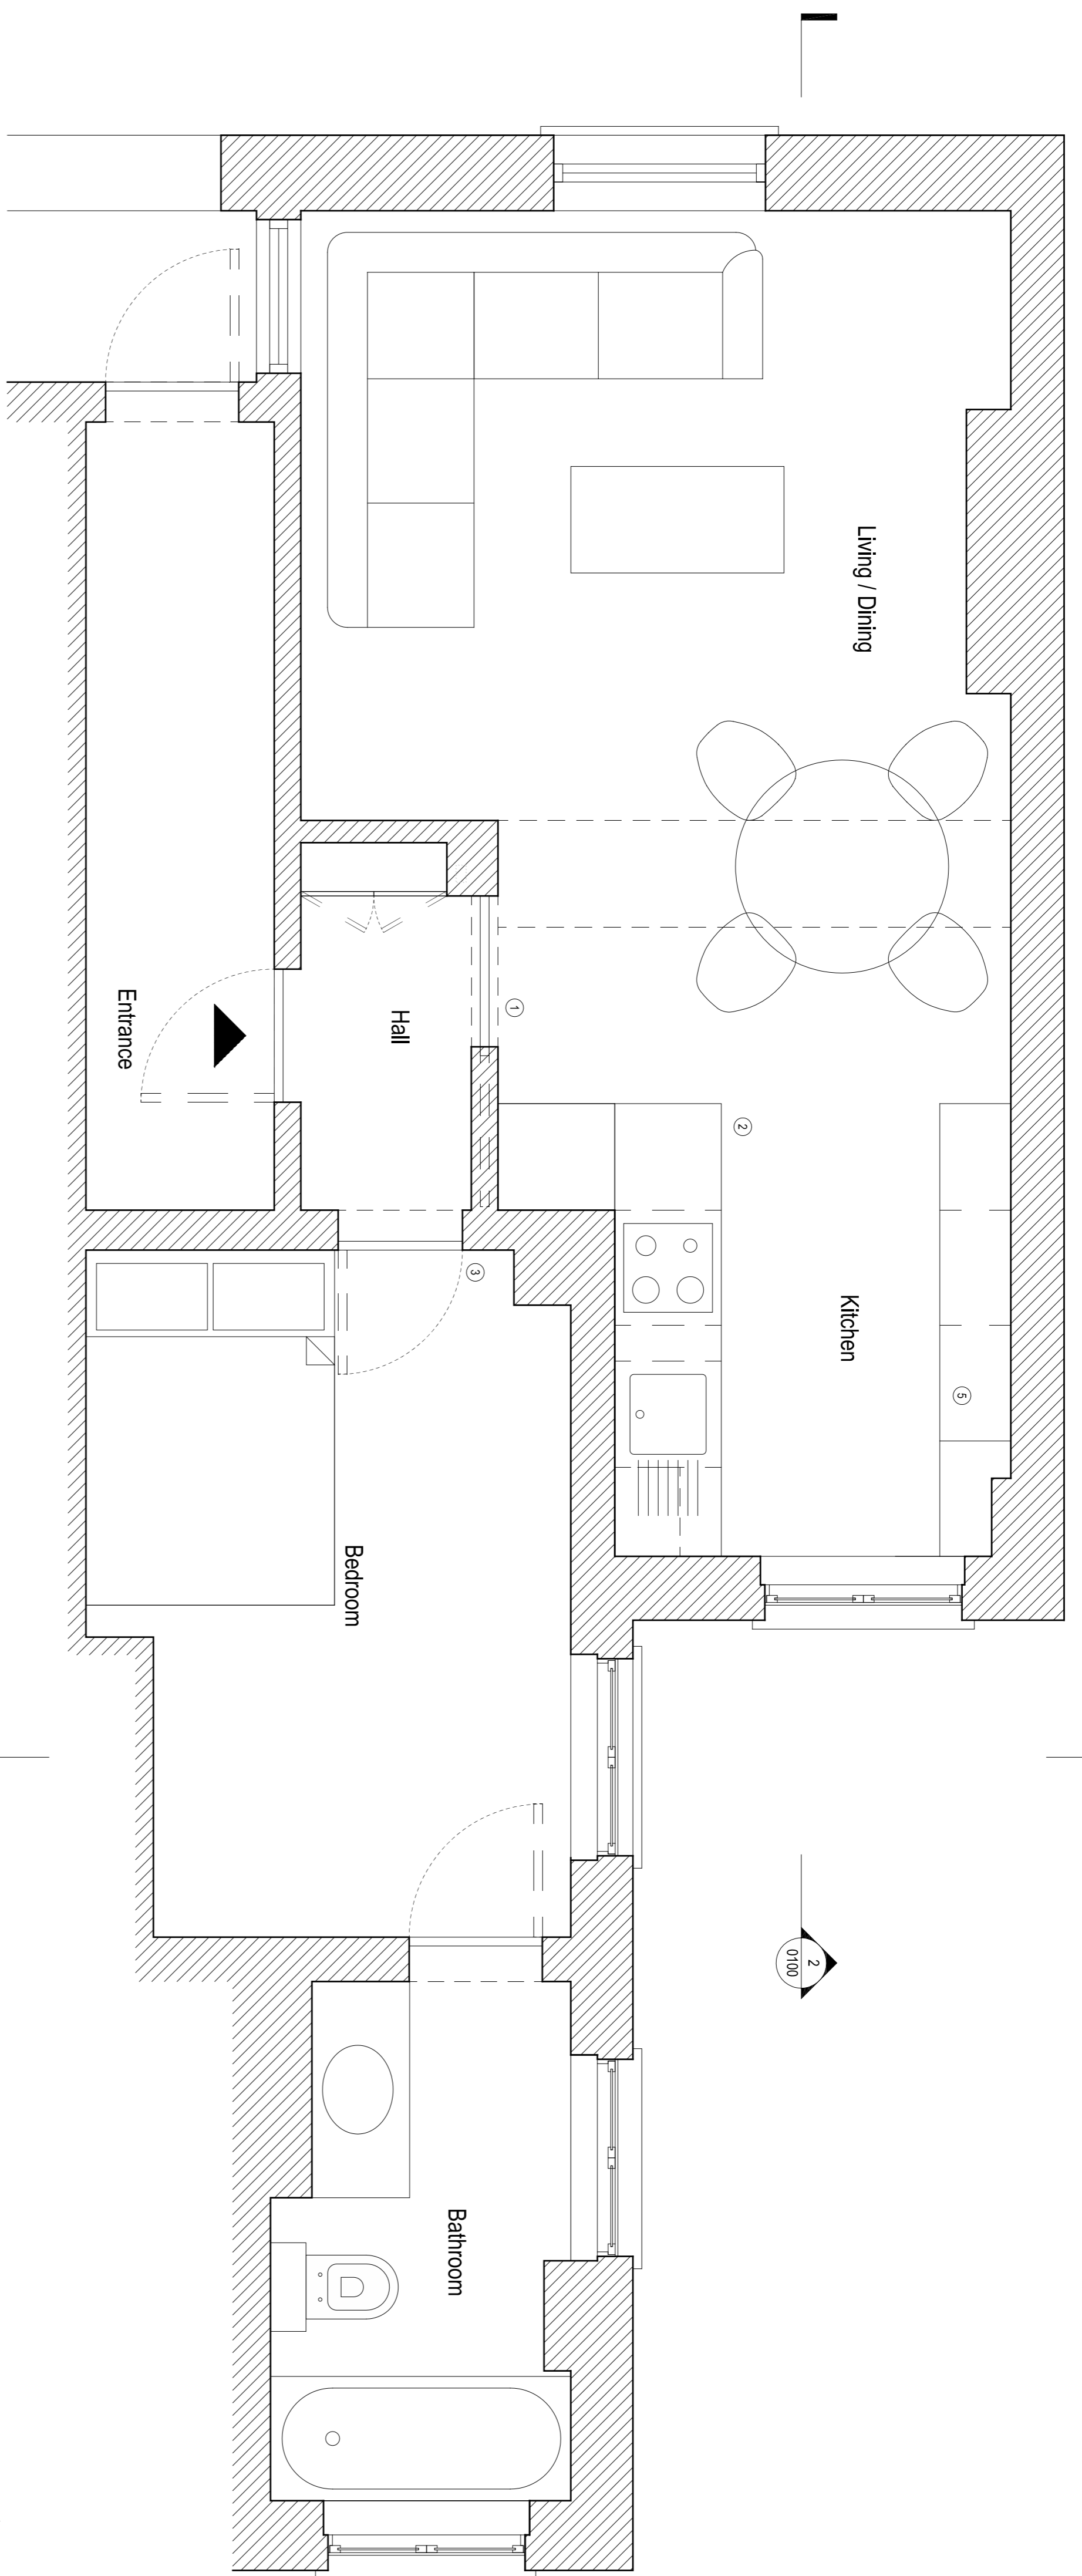 Living / Dining
Kitchen
Hall
Entrance
Bedroom
Bathroom
1
2
3
5
2
0100